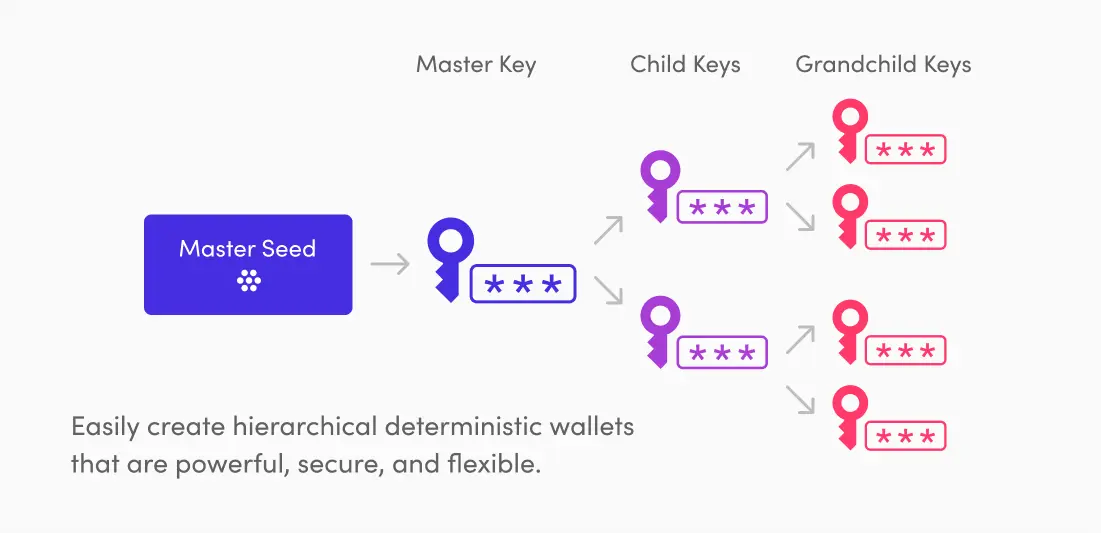 Master Key
Child Keys
Grandchild Keys
***
***
***
***
Master Seed
***
***
***
Easily create hierarchical deterministic wallets
that are powerful, secure, and flexible.